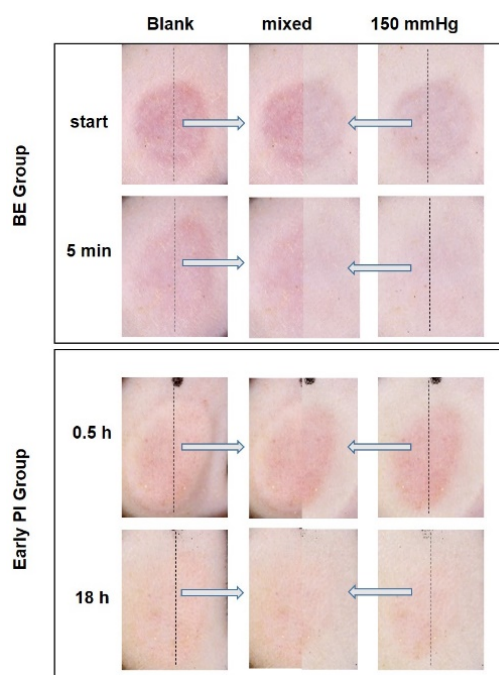 Blank mixed 150 mmHg
BE Group
start
5 min
Early PI Group
0.5 h
18 h